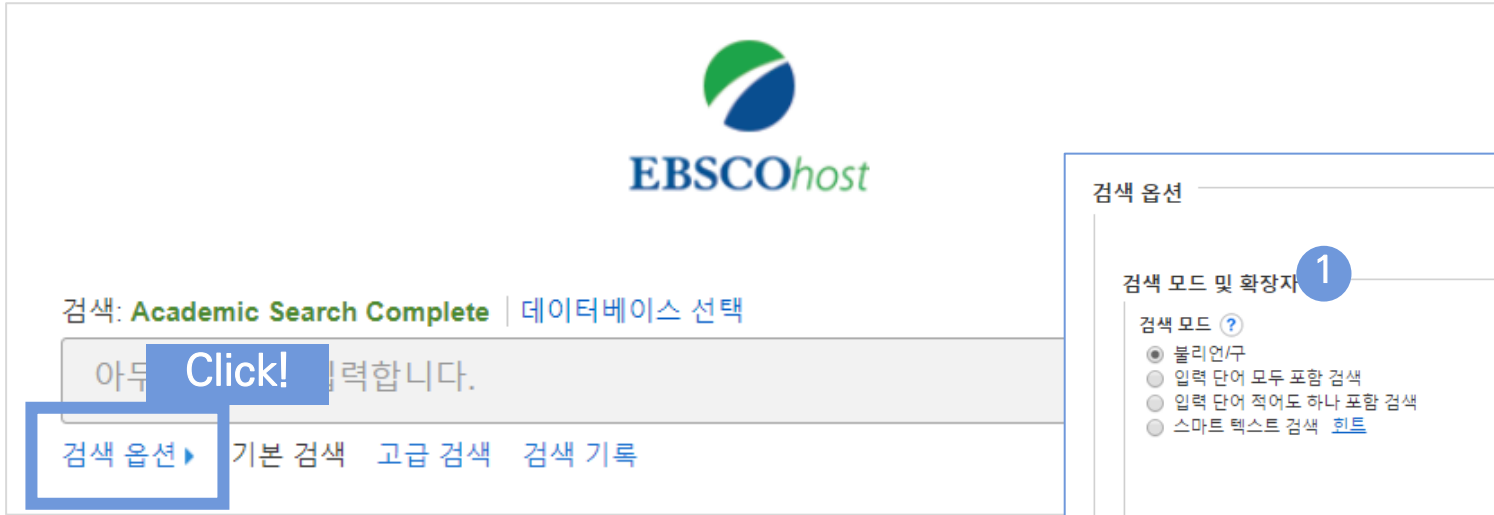 EBSCOhost
검색: Academic Search Complete 데이터베이스 선택
아무 Click! 입력합니다.
검색 옵션 기본 검색 고급 검색 검색 기록
검색 옵션
검색 모드 및 확장자 1
검색 모드 ?
불리언/구
입력 단어 모두 포함 검색
입력 단어 적어도 하나 포함 검색
스마트 텍스트 검색 힌트